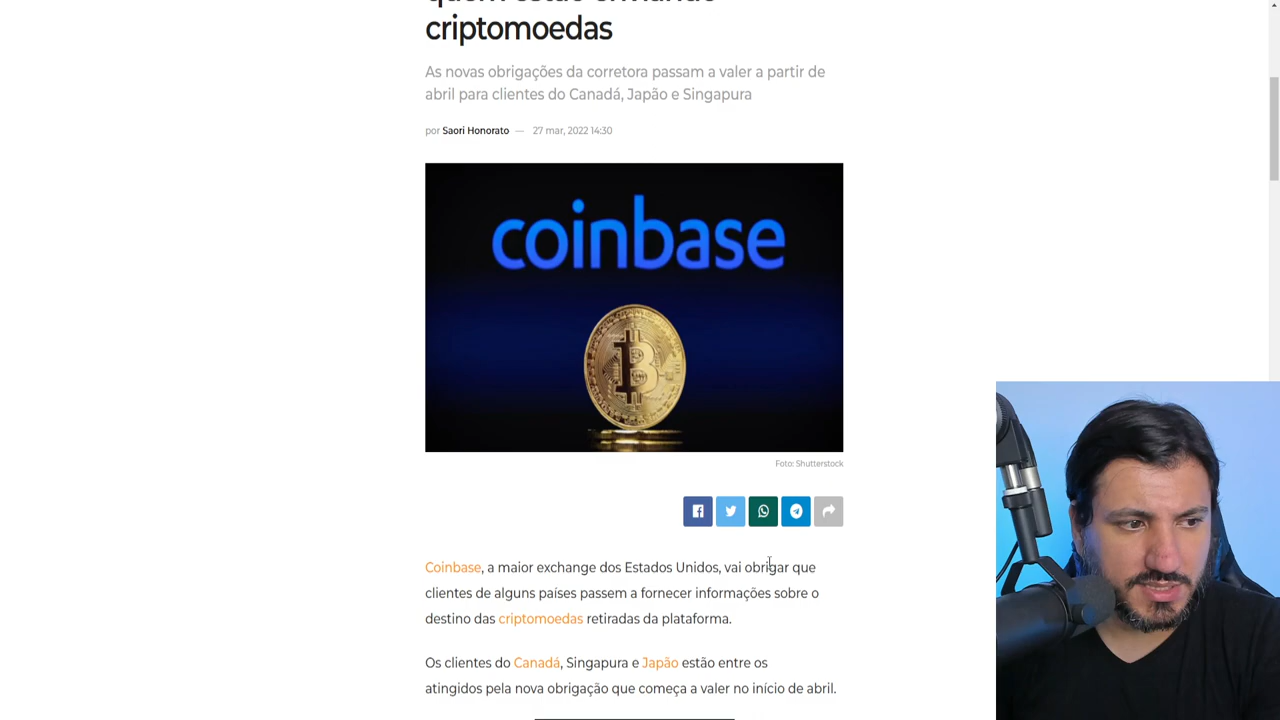 criptomoedas
As novas obrigações da corretora passam a valer a partir de
abril para clientes do Canadá, Japão e Singapura
por Saori Honorato — 27 mar, 2022 14:30
coinbase
Foto: Shutterstock
Coinbase, a maior exchange dos Estados Unidos, vai obrigar que
clientes de alguns países passem a fornecer informações sobre o
destino das criptomoedas retiradas da plataforma.
Os clientes do Canadá, Singapura e Japão estão entre os
atingidos pela nova obrigação que começa a valer no início de abril.